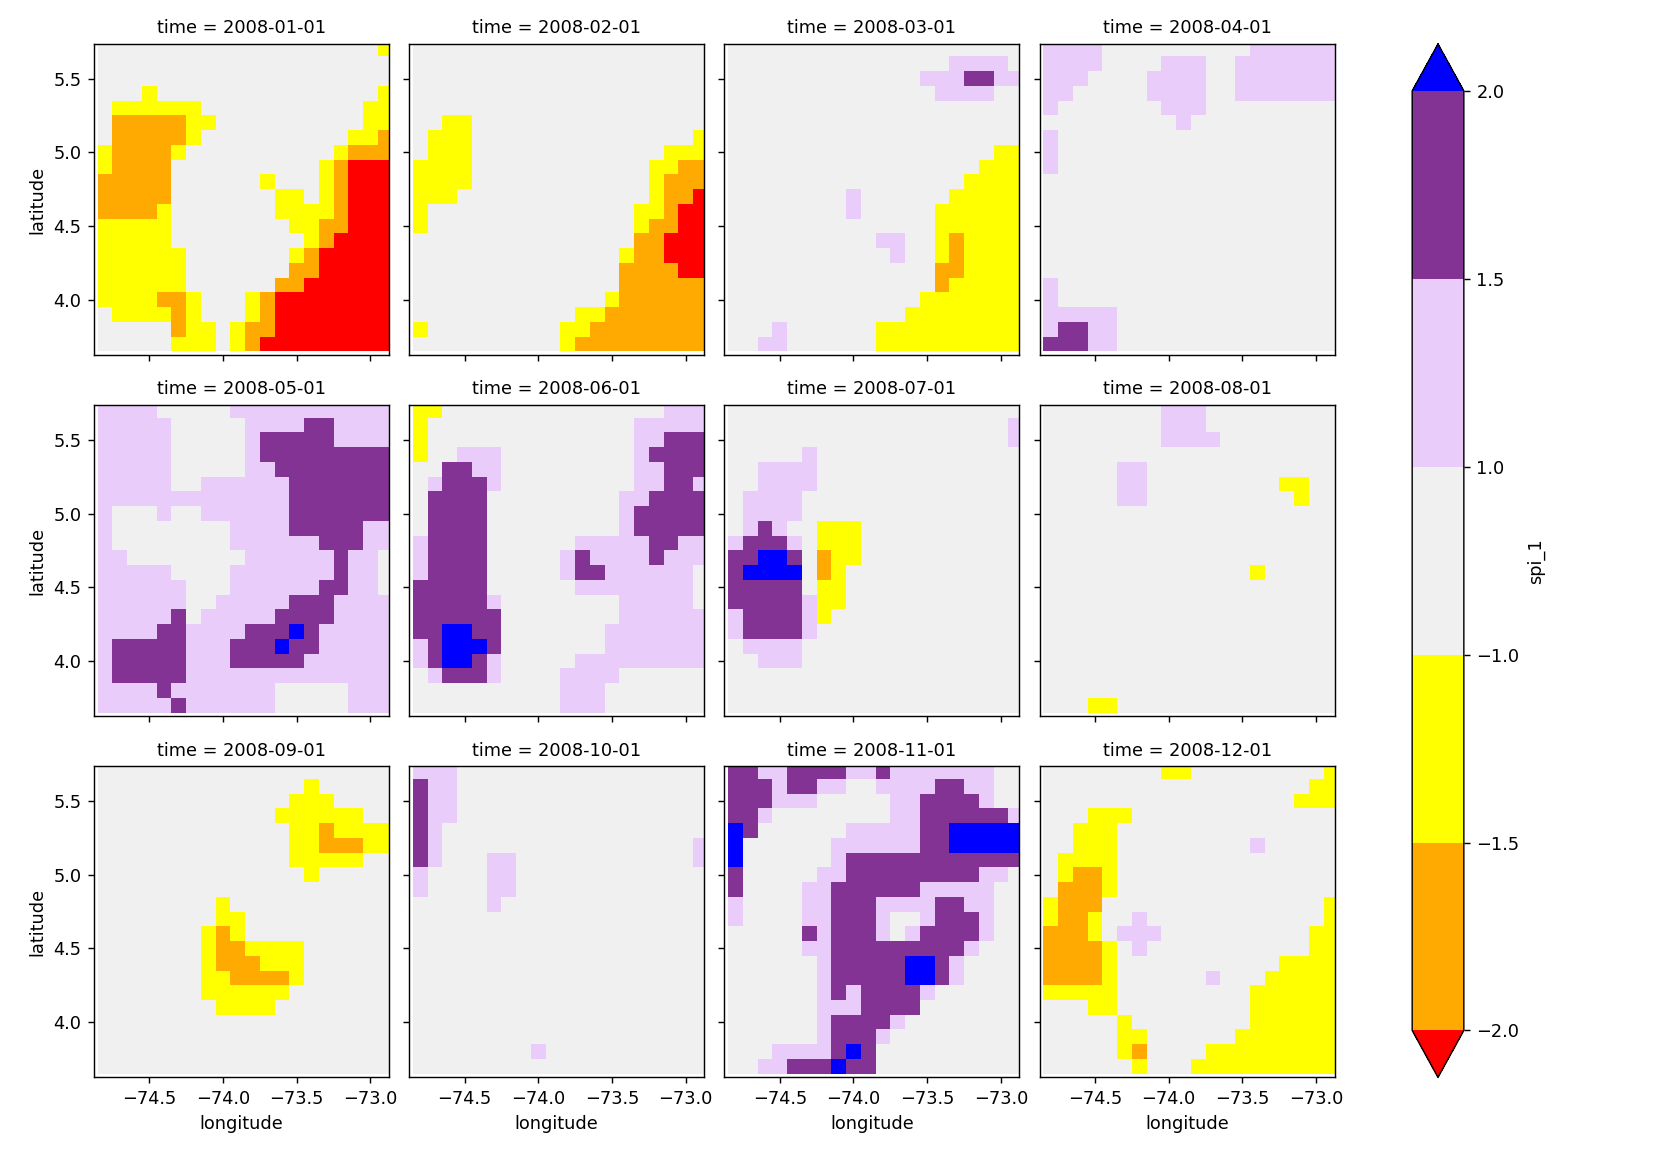 time = 2008-01-01
time = 2008-02-01
time = 2008-03-01
time = 2008-04-01
5.5
5.0
4.5
4.0
latitude
time = 2008-05-01
time = 2008-06-01
time = 2008-07-01
time = 2008-08-01
5.5
5.0
4.5
4.0
latitude
time = 2008-09-01
time = 2008-10-01
time = 2008-11-01
time = 2008-12-01
5.5
5.0
4.5
4.0
latitude
−74.5 −74.0 −73.5 −73.0
longitude
−74.5 −74.0 −73.5 −73.0
longitude
−74.5 −74.0 −73.5 −73.0
longitude
−74.5 −74.0 −73.5 −73.0
longitude
2.0
1.5
1.0
−1.0
−1.5
−2.0
spi_1